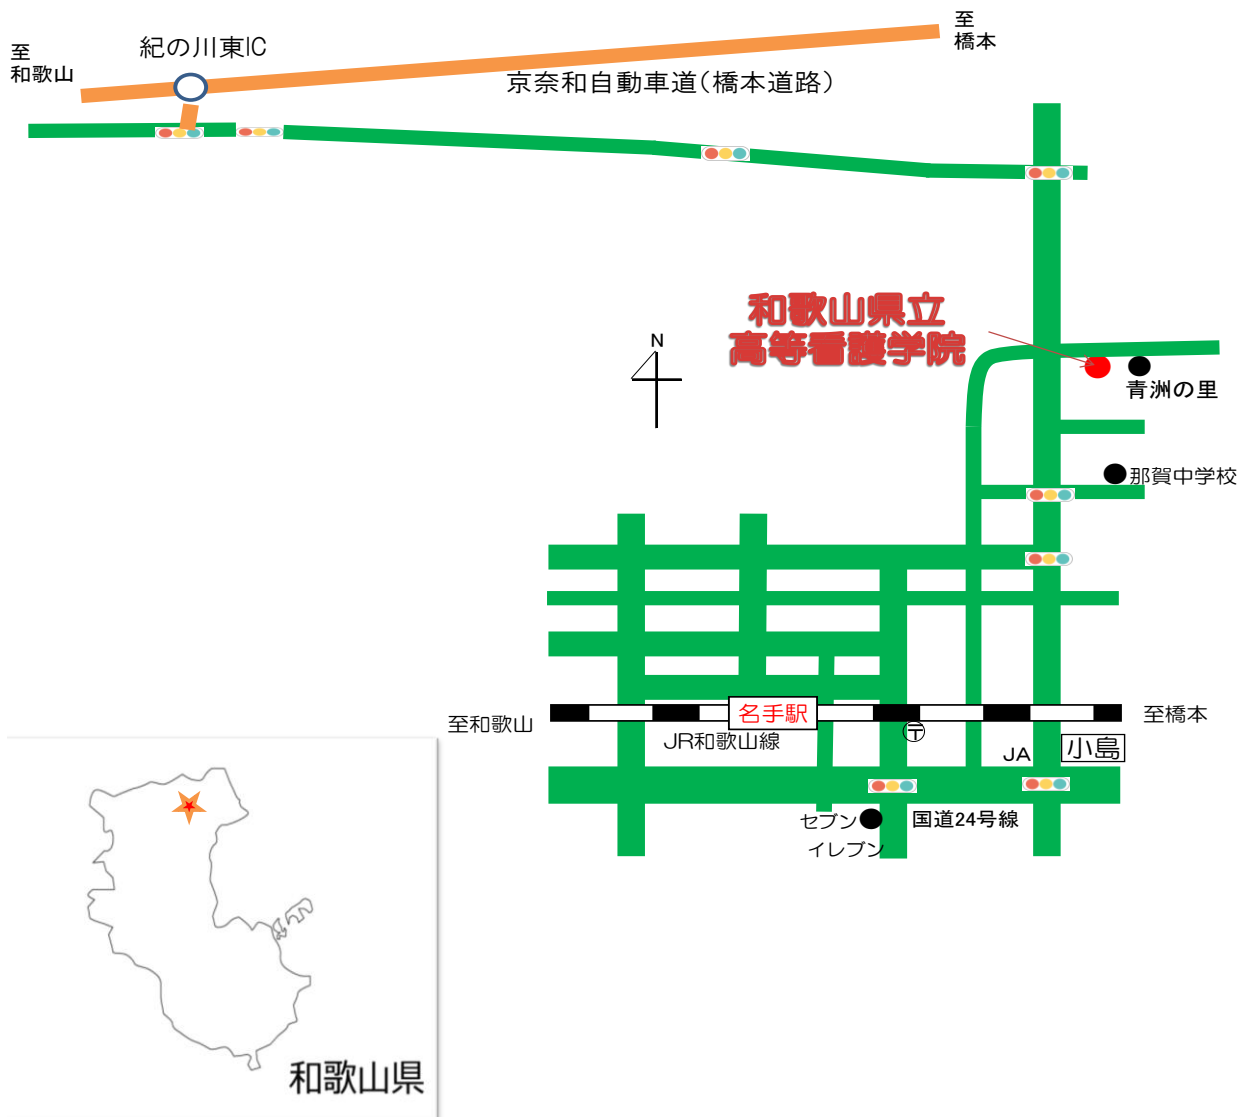 至
橋本
紀の川東IC
至
和歌山
京奈和自動車道(橋本道路)
和歌山県立
高等看護学院
N
青洲の里
那賀中学校
名手駅
至和歌山
至橋本
〒
JR和歌山線
JA
小島
セブン
イレブン
国道24号線
和歌山県